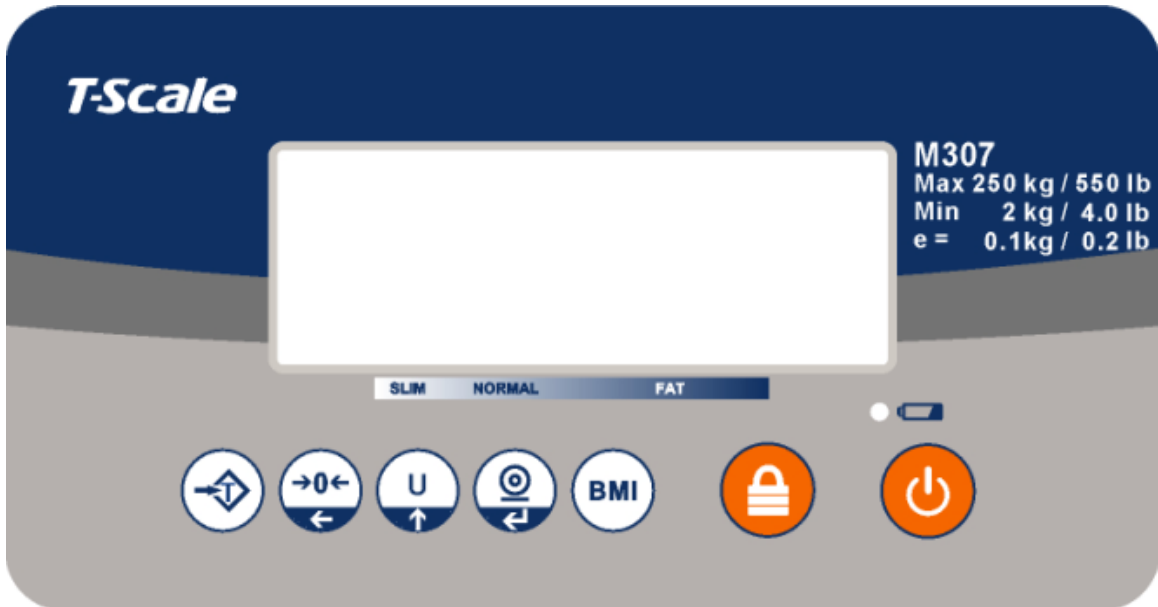 T-Scale
M307
Max 250 kg / 550 lb
Min 2 kg / 4.0 lb
e = 0.1kg / 0.2 lb
SLIM NORMAL FAT
T →0← U BMI